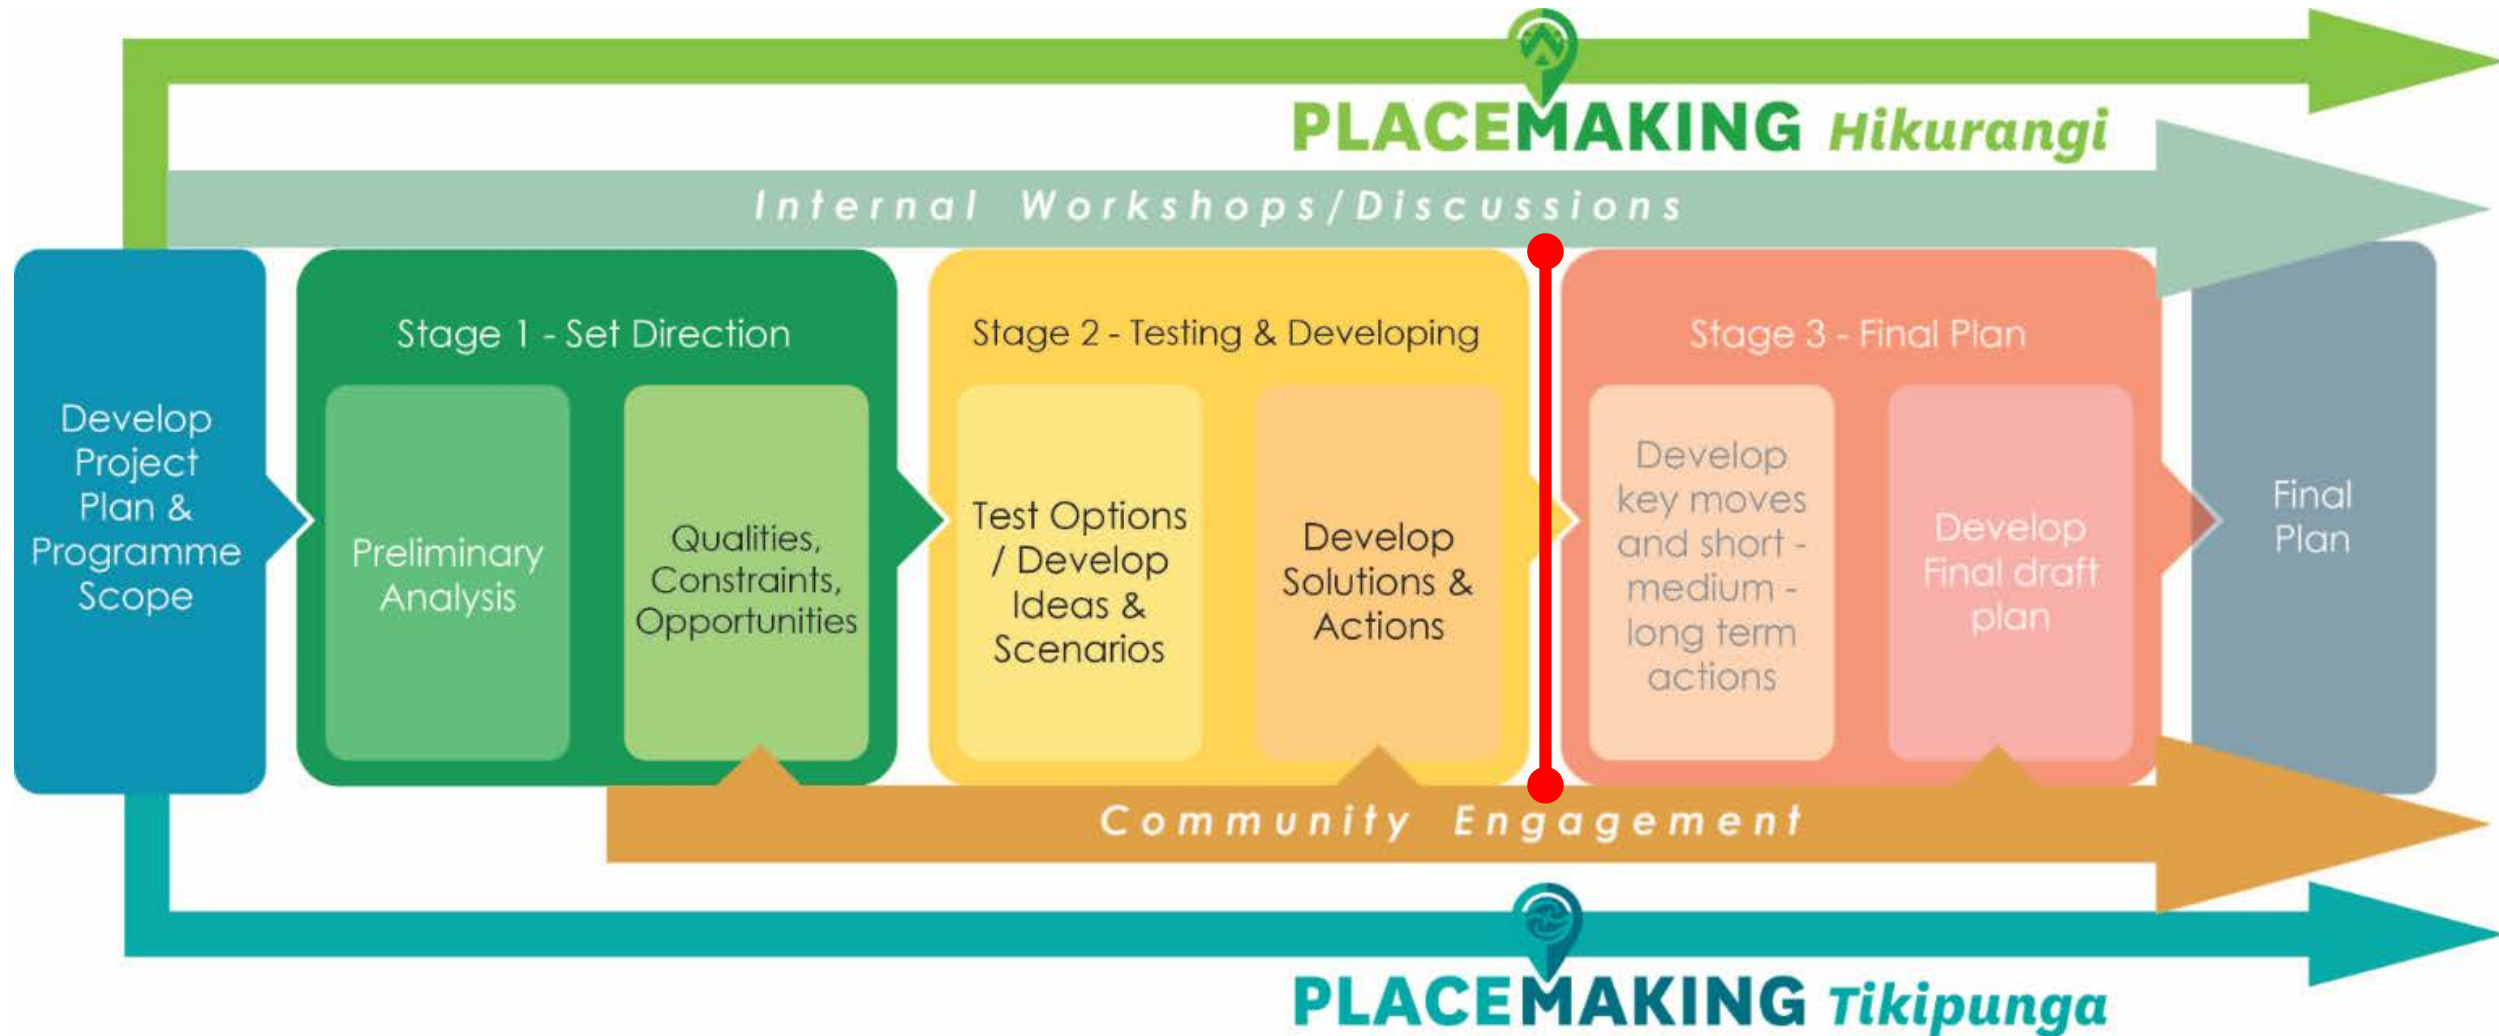 PLACEMAKING Hikurangi
Internal Workshops/Discussions
Develop
Project
Plan &
Programme
Scope
Stage 1 - Set Direction
Preliminary
Analysis
Qualities,
Constraints,
Opportunities
Stage 2 - Testing & Developing
Test Options
/ Develop
Ideas &
Scenarios
Develop
Solutions &
Actions
Stage 3 - Final Plan
Develop
key moves
and short -
medium -
long term
actions
Develop
Final draft
plan
Final
Plan
Community Engagement
PLACEMAKING Tikipunga